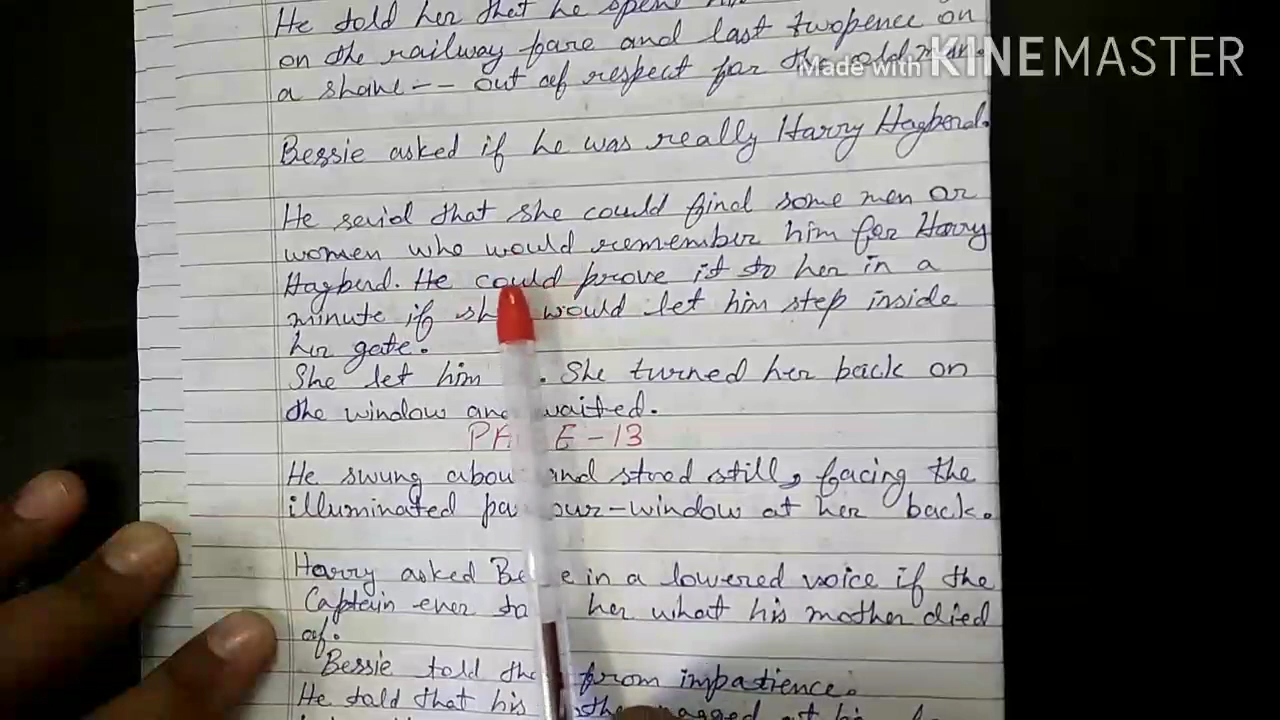 He told her that he spent
on the railway fare and last twopence on
a shave-- out of respect for the old man.
Made with KINEMASTER
Bessie asked if he was really Harry Hagberd.
He said that she could find some men or
women who would remember him for Harry
Hagberd. He could prove it to her in a
minute if she would let him step inside
her gate.
She let him . She turned her back on
the window and waited.
PAGE-13
He swung about and stood still, facing the
illuminated parlour-window at her back.
Harry asked Bessie in a lowered voice if the
Captain ever her what his mother died
of.
Bessie told from impatience.
He told that his nagged at